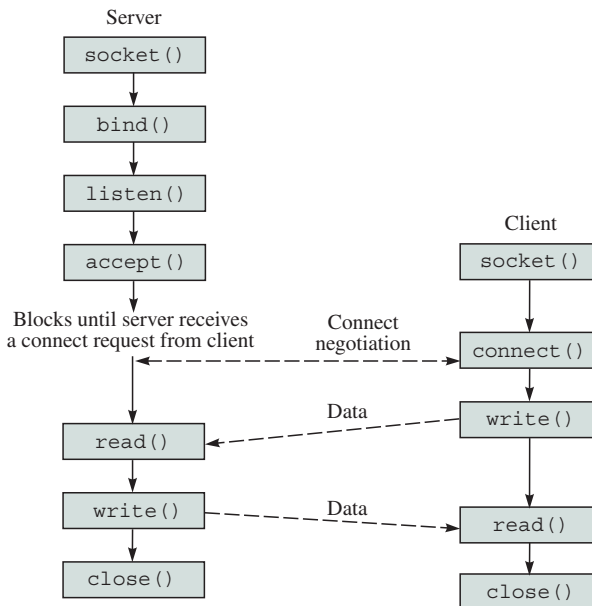 Server
socket()
bind()
listen()
accept()
Blocks until server receives
a connect request from client
read()
write()
close()
Connect
negotiation
Data
Data
Client
socket()
connect()
write()
read()
close()